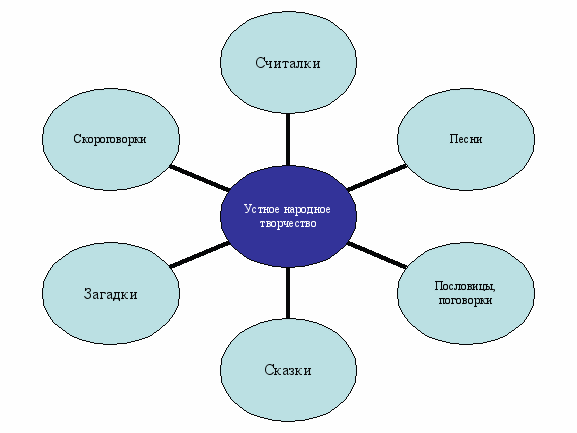 Считалки
Скороговорки
Песни
Устное народное
творчество
Загадки
Пословицы,
поговорки
Сказки